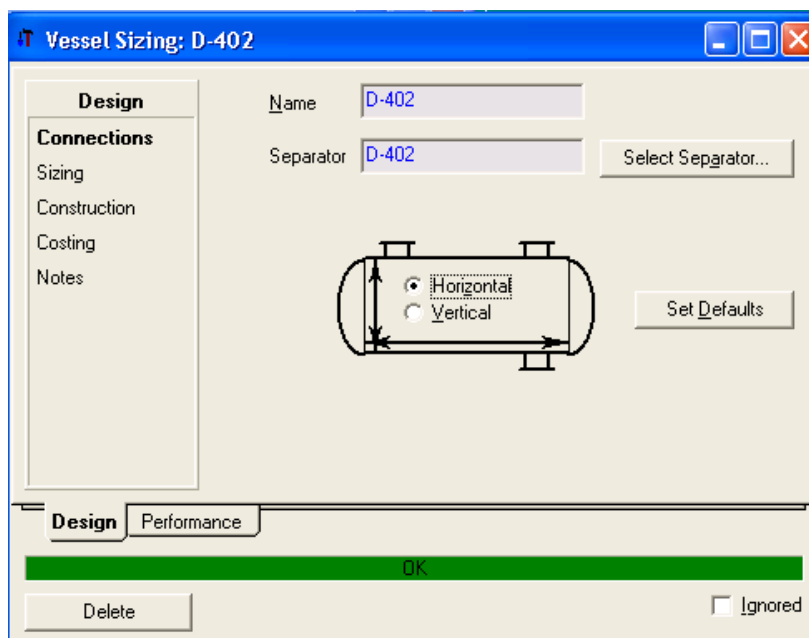 Vessel Sizing: D-402
Design
Connections
Sizing
Construction
Costing
Notes
Name D-402
Separator D-402 Select Separator...
Horizontal
Vertical
Set Defaults
Design Performance
OK
Delete Ignored